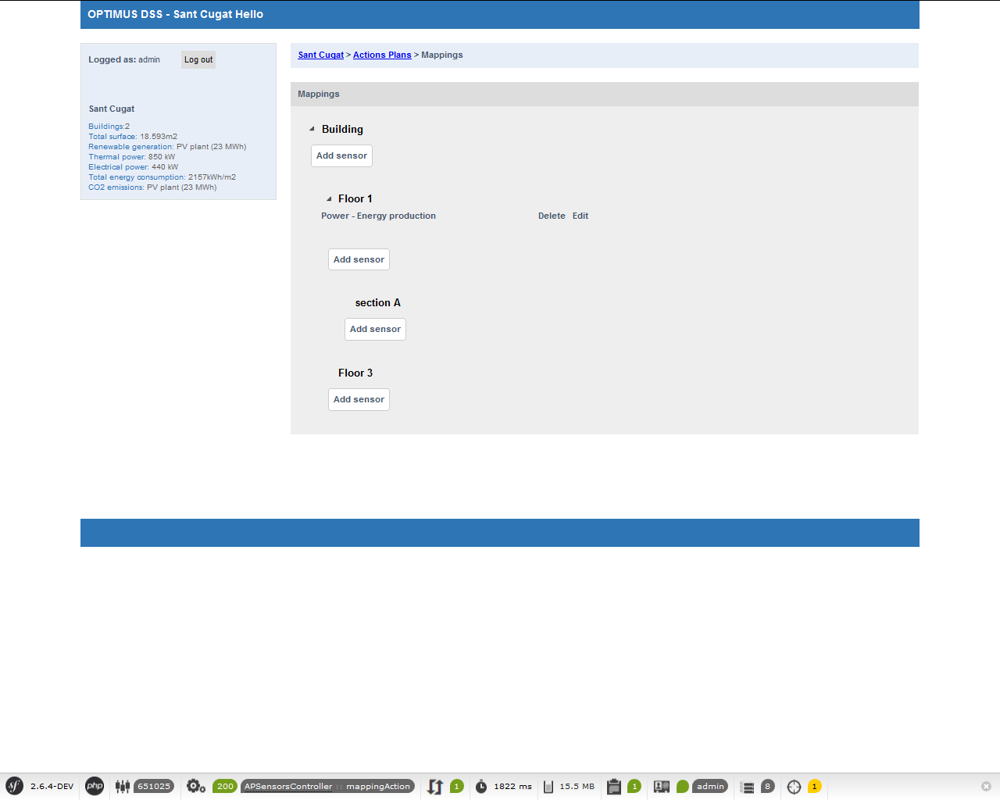 OPTIMUS DSS - Sant Cugat Hello
Logged as: admin Log out
Sant Cugat > Actions Plans > Mappings
Mappings
Sant Cugat
Buildings:2
Total surface: 18.593m2
Renewable generation: PV plant (23 MWh)
Thermal power: 850 kW
Electrical power: 440 kW
Total energy consumption: 2157kWh/m2
CO2 emissions: PV plant (23 MWh)
Building
Add sensor
Floor 1
Power - Energy production Delete Edit
Add sensor
section A
Add sensor
Floor 3
Add sensor
sf 2.6.4-DEV php 651025 200 APSensorsController :: mappingAction 1 1822 ms 15.5 MB 1 admin 8 1